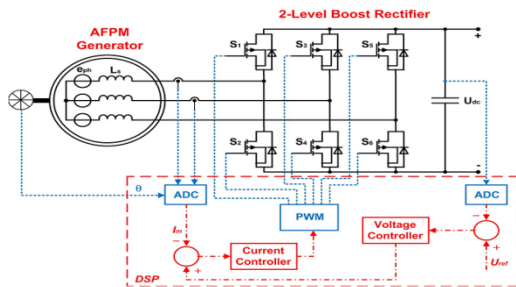 AFPM
Generator
2-Level Boost Rectifier
eph
Ls
S1
S3
S5
+
Udc
S2
S4
S6
-
θ
ADC
PWM
ADC
Im
Voltage
Controller
-
-
Current
Controller
+
+
Uref
DSP